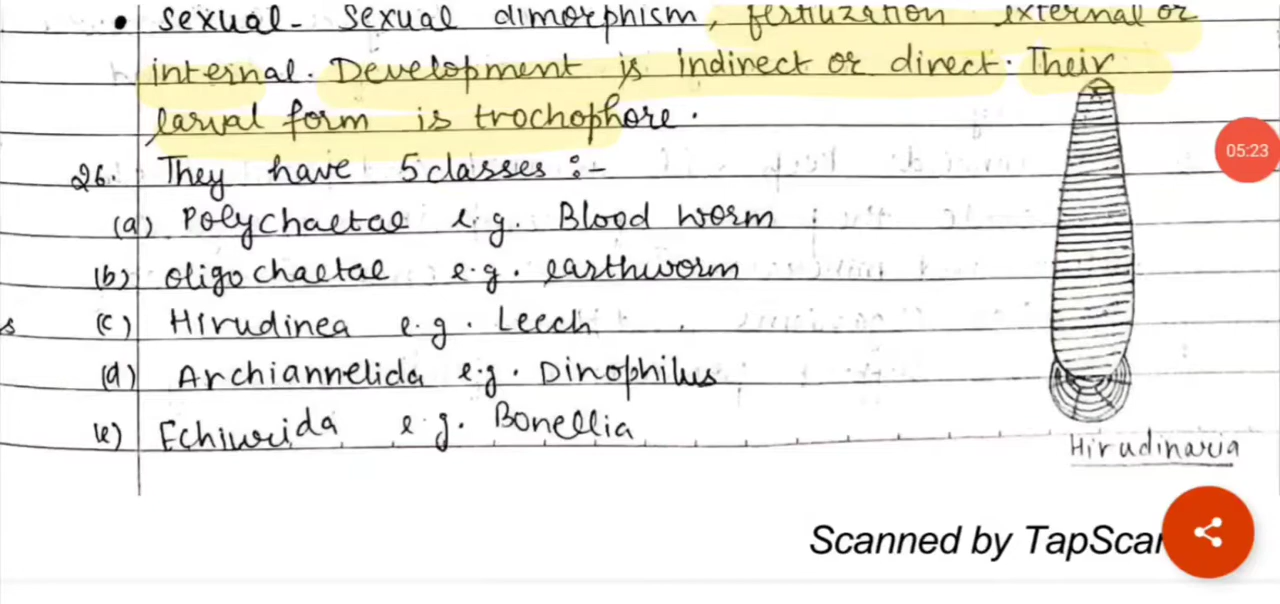 • sexual - sexual dimorphism, fertilization external or
internal. Development is indirect or direct. Their
larval form is trochophore.
26. They have 5 classes :-
(a) Polychaetae e.g. Blood worm
(b) Oligochaetae e.g. earthworm
(c) Hirudinea e.g. Leech
(d) Archiannelida e.g. Dinophilus
(e) Echiurida e.g. Bonellia
Hirudinaria
05:23
Scanned by TapScan